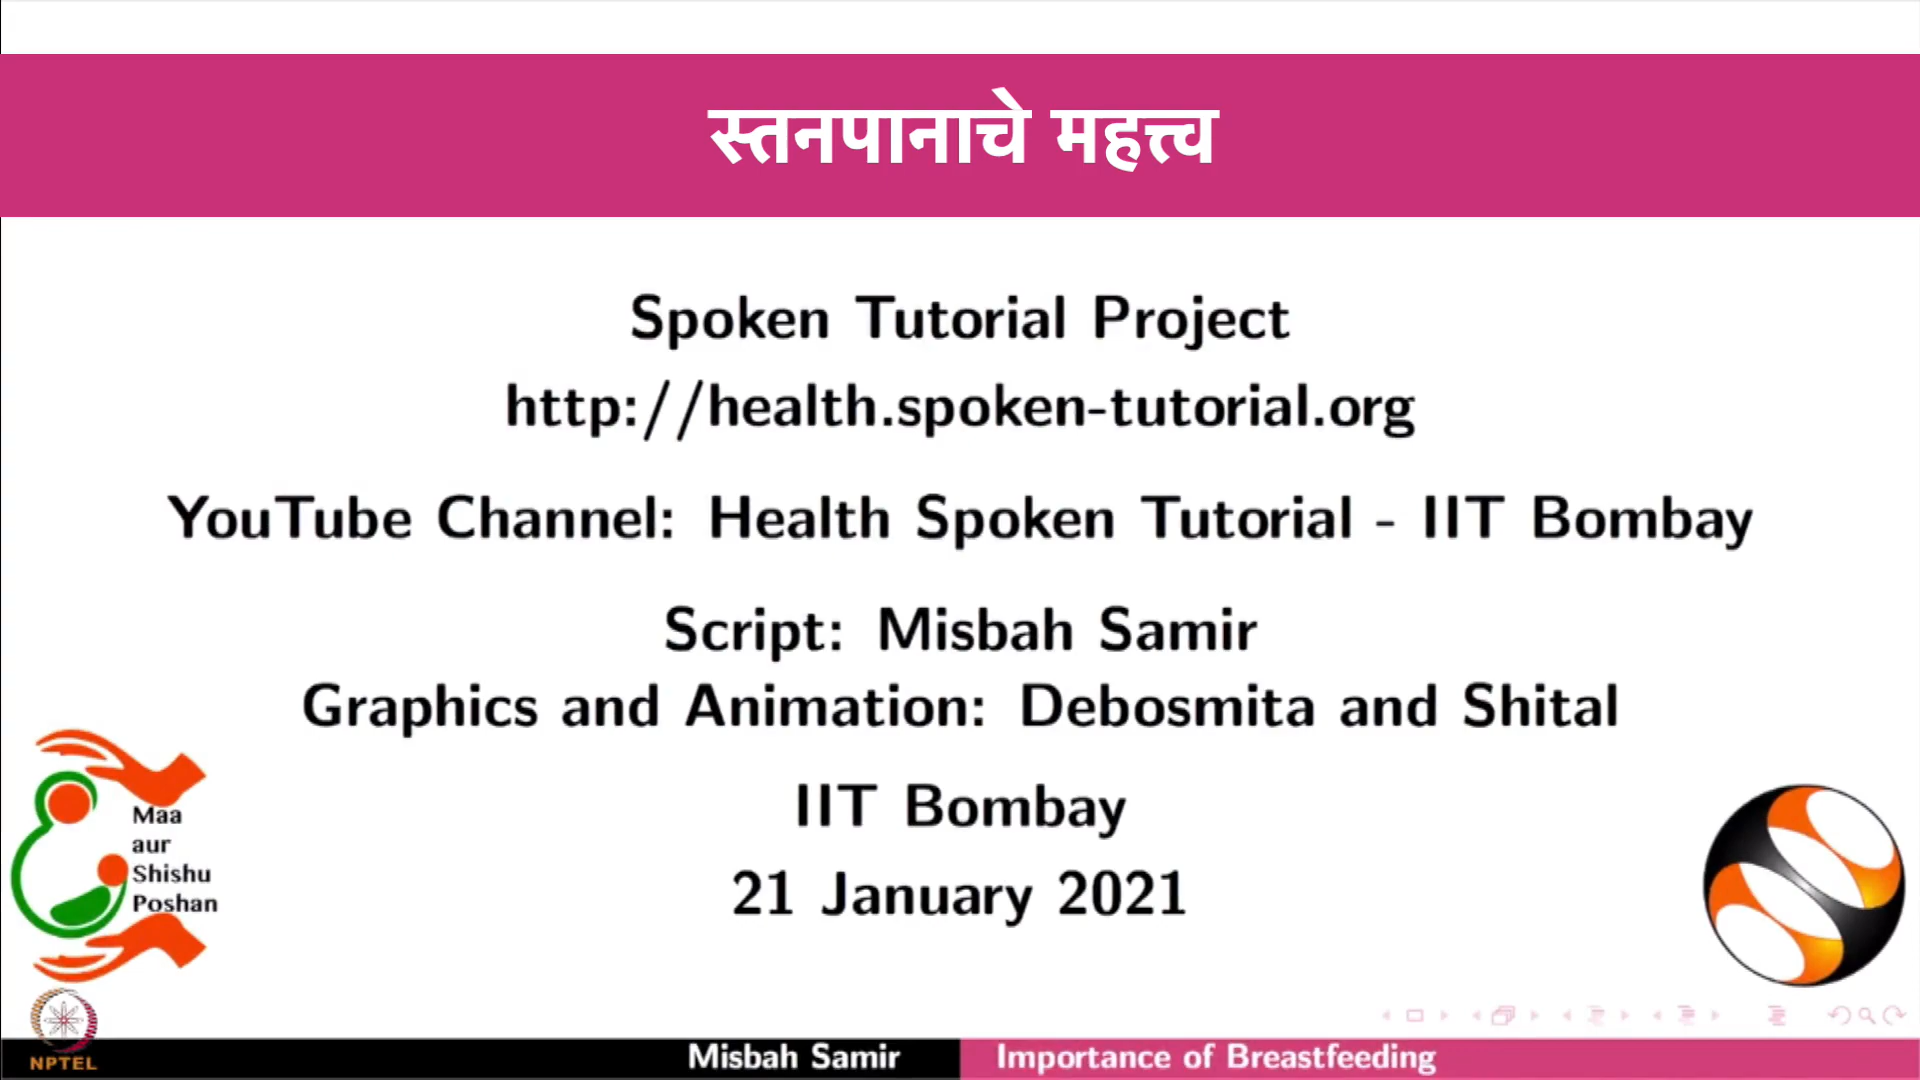 स्तनपानाचे महत्त्व
Spoken Tutorial Project
http://health.spoken-tutorial.org
YouTube Channel: Health Spoken Tutorial - IIT Bombay
Script: Misbah Samir
Graphics and Animation: Debosmita and Shital
IIT Bombay
21 January 2021
Maa
aur
Shishu
Poshan
NPTEL
Misbah Samir
Importance of Breastfeeding